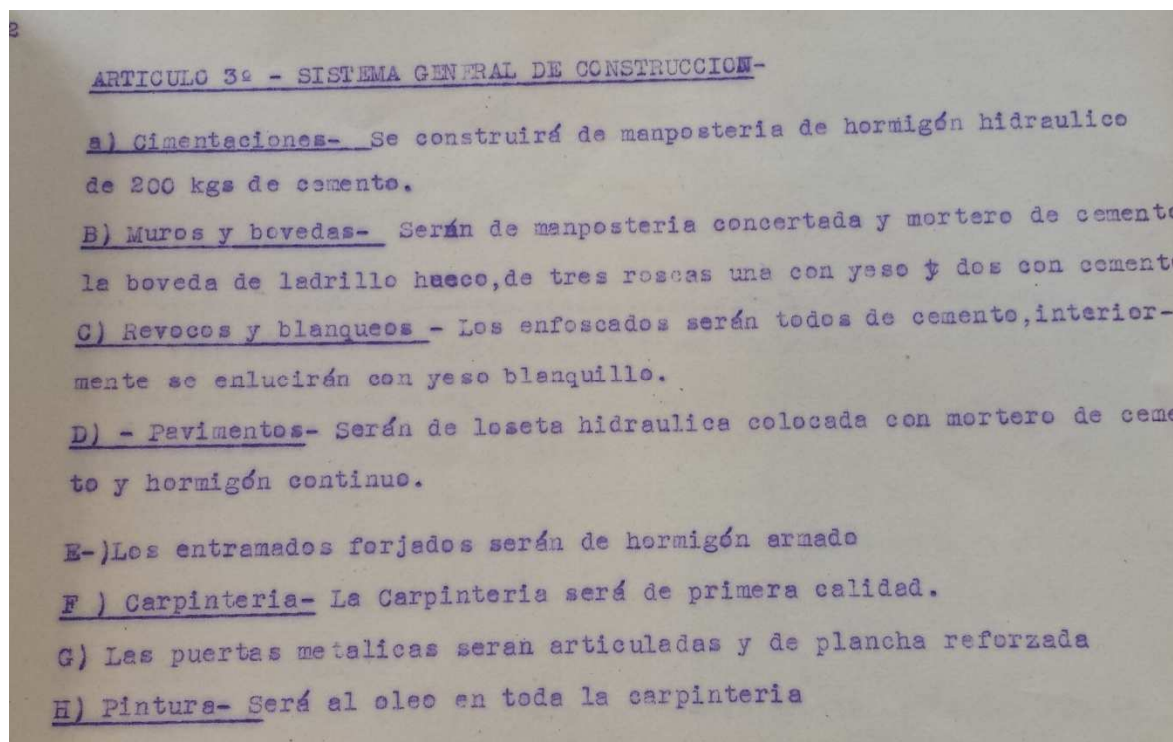 2
ARTICULO 3º - SISTEMA GENERAL DE CONSTRUCCION-
a) Cimentaciones- Se construirá de manposteria de hormigón hidraulico
de 200 kgs de cemento.
B) Muros y bovedas- Serán de manposteria concertada y mortero de cemento
la boveda de ladrillo hueco,de tres roscas una con yeso y dos con cemento
C) Revocos y blanqueos - Los enfoscados serán todos de cemento,interior-
mente se enlucirán con yeso blanquillo.
D) - Pavimentos- Serán de loseta hidraulica colocada con mortero de ceme
to y hormigón continuo.
E-)Los entramados forjados serán de hormigón armado
F ) Carpinteria- La Carpinteria será de primera calidad.
G) Las puertas metalicas seran articuladas y de plancha reforzada
H) Pintura- Será al oleo en toda la carpinteria